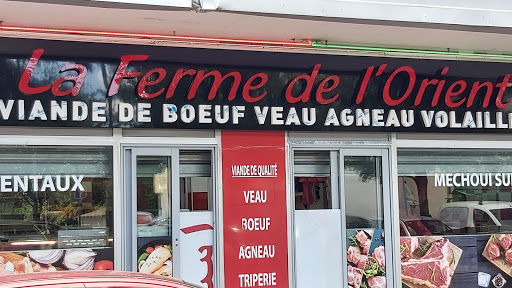 La Ferme de l'Orient
VIANDE DE BOEUF VEAU AGNEAU VOLAILLE
ENTAUX
VIANDE DE QUALITÉ
VEAU
BOEUF
AGNEAU
TRIPERIE
MECHOUI SU